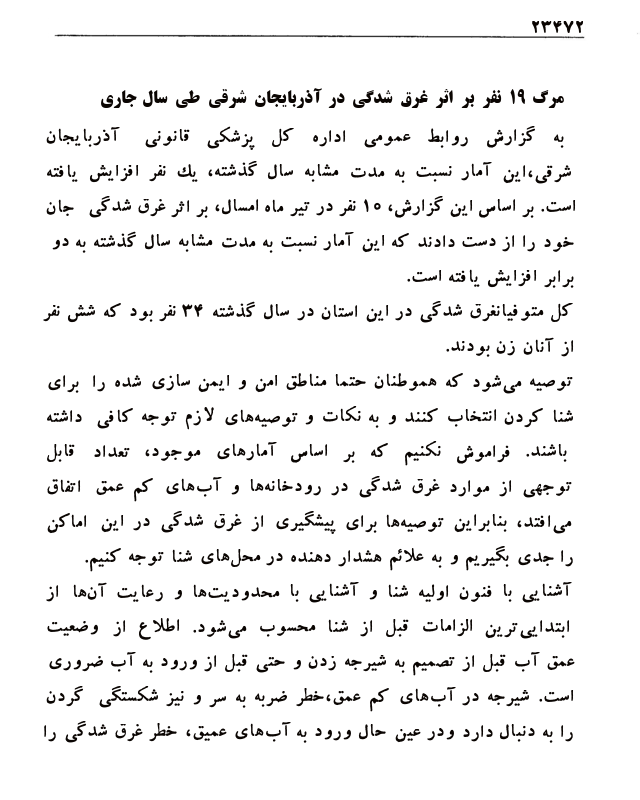 ۲۳۴۷۲
مرگ ۱۹ نفر بر اثر غرق شدگی در آذربایجان شرقی طی سال جاری
به گزارش روابط عمومی اداره کل پزشکی قانونی آذربایجان
شرقی،این آمار نسبت به مدت مشابه سال گذشته، یك نفر افزایش یافته
است. بر اساس این گزارش، ۱۰ نفر در تیر ماه امسال، بر اثر غرق شدگی جان
خود را از دست دادند که این آمار نسبت به مدت مشابه سال گذشته به دو
برابر افزایش یافته است.
کل متوفیانغرق شدگی در این استان در سال گذشته ۳۴ نفر بود که شش نفر
از آنان زن بودند.
توصیه می‌شود که هموطنان حتما مناطق امن و ایمن سازی شده را برای
شنا کردن انتخاب کنند و به نکات و توصیه‌های لازم توجه کافی داشته
باشند. فراموش نکنیم که بر اساس آمارهای موجود، تعداد قابل
توجهی از موارد غرق شدگی در رودخانه‌ها و آب‌های کم عمق اتفاق
می‌افتد، بنابراین توصیه‌ها برای پیشگیری از غرق شدگی در این اماکن
را جدی بگیریم و به علائم هشدار دهنده در محل‌های شنا توجه کنیم.
آشنایی با فنون اولیه شنا و آشنایی با محدودیت‌ها و رعایت آن‌ها از
ابتدایی‌ترین الزامات قبل از شنا محسوب می‌شود. اطلاع از وضعیت
عمق آب قبل از تصمیم به شیرجه زدن و حتی قبل از ورود به آب ضروری
است. شیرجه در آب‌های کم عمق،خطر ضربه به سر و نیز شکستگی گردن
را به دنبال دارد ودر عین حال ورود به آب‌های عمیق، خطر غرق شدگی را